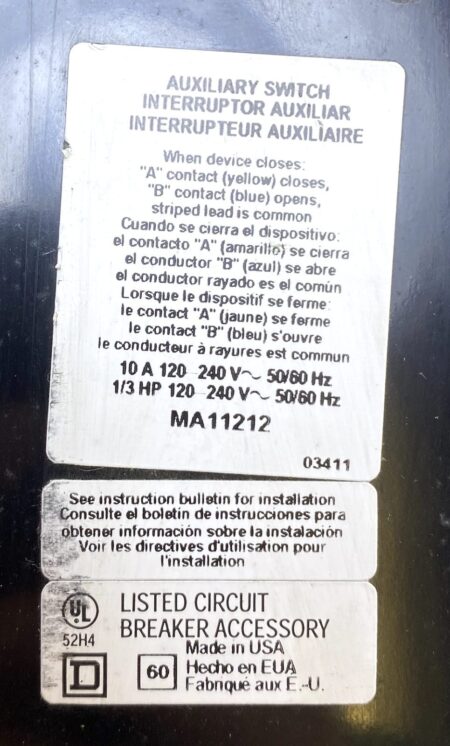 AUXILIARY SWITCH
INTERRUPTOR AUXILIAR
INTERRUPTEUR AUXILIAIRE
When device closes:
"A" contact (yellow) closes,
"B" contact (blue) opens,
striped lead is common
Cuando se cierra el dispositivo:
el contacto "A" (amarillo) se cierra
el conductor "B" (azul) se abre
el conductor rayado es el común
Lorsque le dispositif se ferme:
le contact "A" (jaune) se ferme
le contact "B" (bleu) s'ouvre
le conducteur à rayures est commun
10 A 120 240 V~ 50/60 Hz
1/3 HP 120 240 V~ 50/60 Hz
MA11212
03411
See instruction bulletin for installation
Consulte el boletín de instrucciones para
obtener información sobre la instalación
Voir les directives d'utilisation pour
l'installation
UL
LISTED CIRCUIT
BREAKER ACCESSORY
52H4
D
60
Made in USA
Hecho en EUA
Fabriqué aux E.-U.